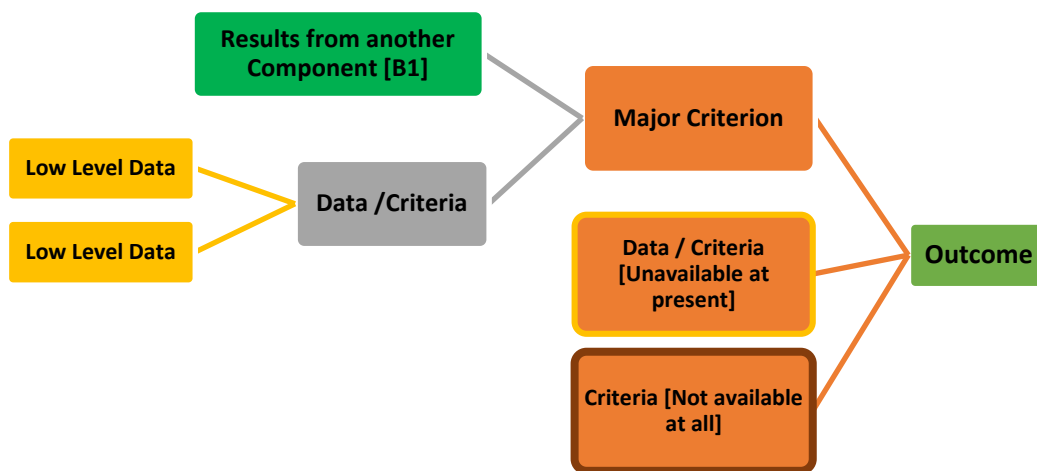 Results from another
Component [B1]
Major Criterion
Low Level Data
Data /Criteria
Low Level Data
Data / Criteria
[Unavailable at
present]
Outcome
Criteria [Not available
at all]